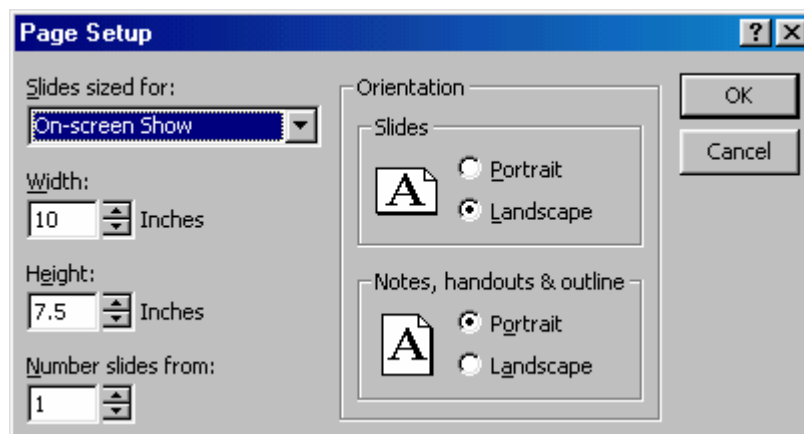 Page Setup
Slides sized for:
On-screen Show
Width:
10 Inches
Height:
7.5 Inches
Number slides from:
1
Orientation
Slides
A
Portrait
Landscape
Notes, handouts & outline
A
Portrait
Landscape
OK
Cancel